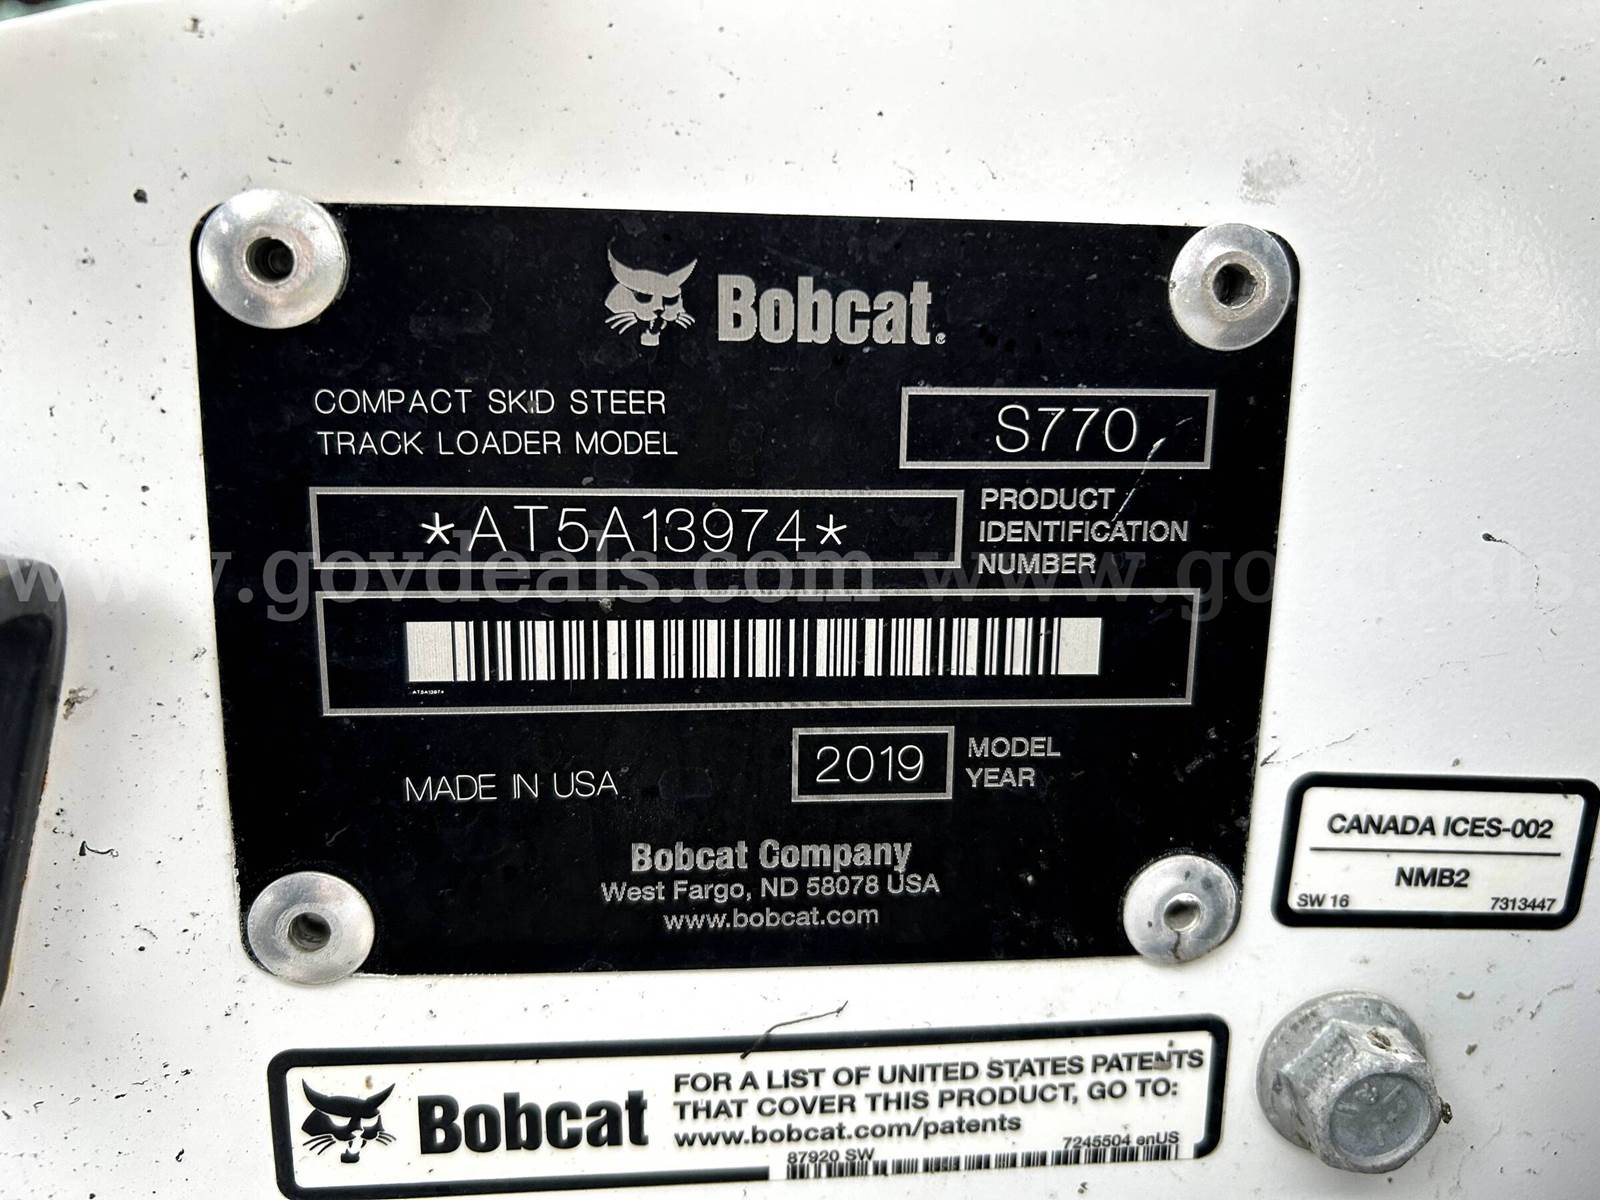 Bobcat®
COMPACT SKID STEER
TRACK LOADER MODEL
S770
*AT5A13974*
PRODUCT
IDENTIFICATION
NUMBER
www.govdeals.com www.govdeals.
AT5A13974
MADE IN USA
2019
MODEL
YEAR
Bobcat Company
West Fargo, ND 58078 USA
www.bobcat.com
CANADA ICES-002
NMB2
SW 16 7313447
Bobcat
FOR A LIST OF UNITED STATES PATENTS
THAT COVER THIS PRODUCT, GO TO:
www.bobcat.com/patents
87920 SW 7245504 enUS